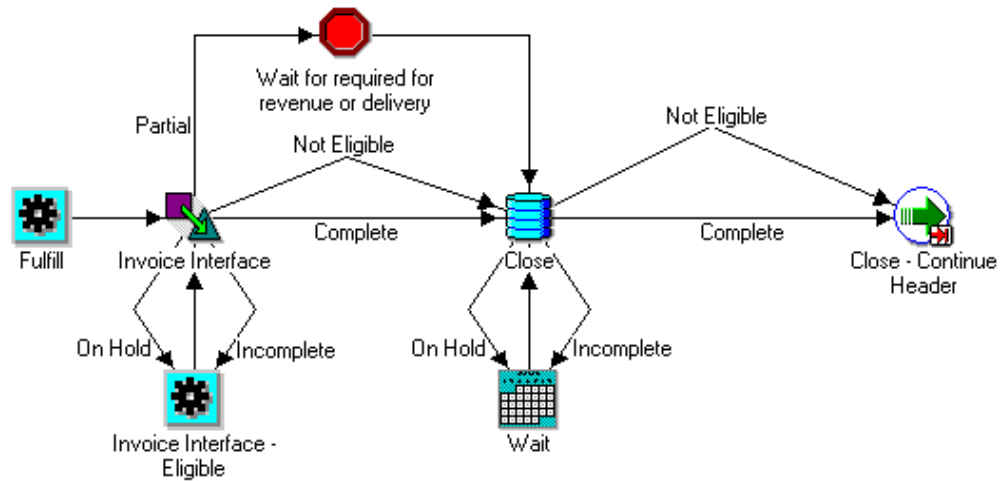 Wait for required for
revenue or delivery
Partial
Not Eligible
Not Eligible
Complete
Complete
Fulfill
Invoice Interface
Close
Close - Continue
Header
On Hold
Incomplete
On Hold
Incomplete
Invoice Interface -
Eligible
Wait